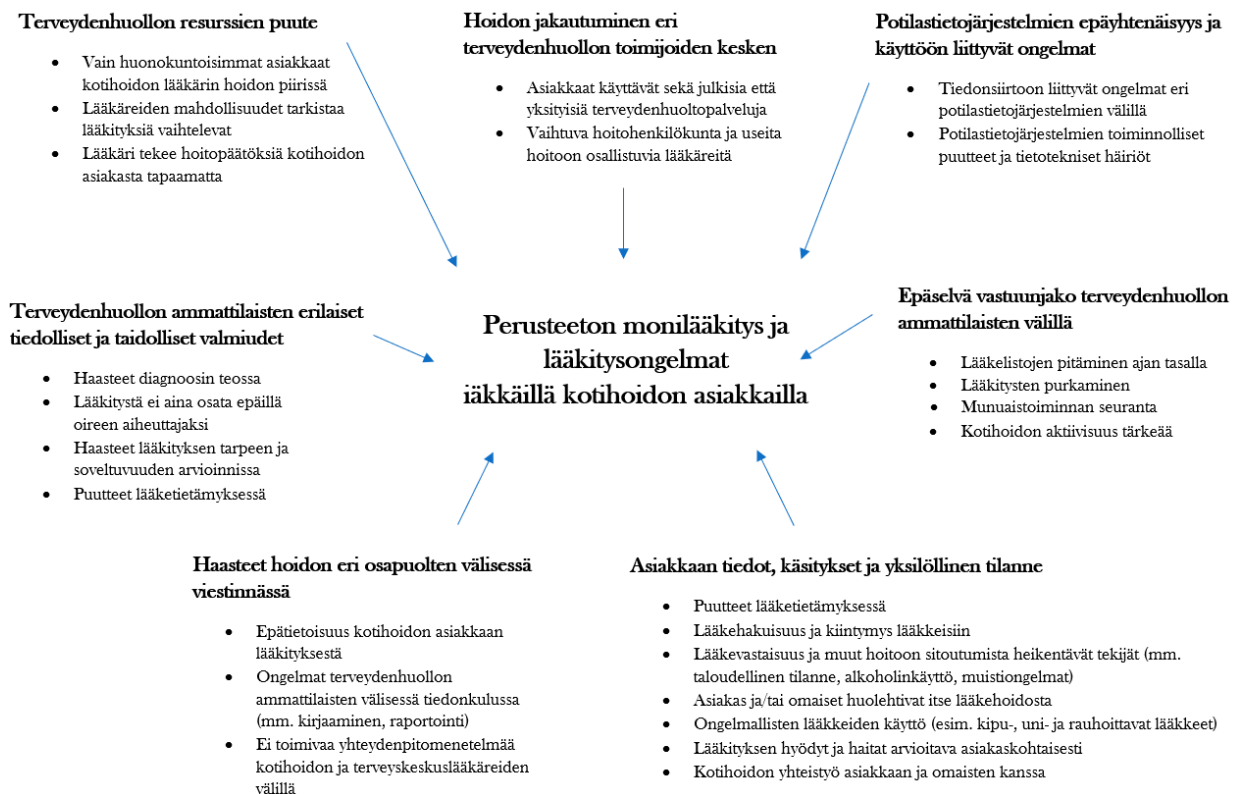 Terveydenhuollon resurssien puute
• Vain huonokuntoisimmat asiakkaat
kotihoidon lääkärin hoidon piirissä
• Lääkäreiden mahdollisuudet tarkistaa
lääkityksiä vaihtelevat
• Lääkäri tekee hoitopäätöksiä kotihoidon
asiakasta tapaamatta
Hoidon jakautuminen eri
terveydenhuollon toimijoiden kesken
• Asiakkaat käyttävät sekä julkisia että
yksityisiä terveydenhuoltopalveluja
• Vaihtuva hoitohenkilökunta ja useita
hoitoon osallistuvia lääkäreitä
Potilastietojärjestelmien epäyhtenäisyys ja
käyttöön liittyvät ongelmat
• Tiedonsiirtoon liittyvät ongelmat eri
potilastietojärjestelmien välillä
• Potilastietojärjestelmien toiminnolliset
puutteet ja tietotekniset häiriöt
Terveydenhuollon ammattilaisten erilaiset
tiedolliset ja taidolliset valmiudet
• Haasteet diagnoosin teossa
• Lääkitystä ei aina osata epäillä
oireen aiheuttajaksi
• Haasteet lääkityksen tarpeen ja
soveltuvuuden arvioinnissa
• Puutteet lääketietämyksessä
Perusteeton monilääkitys ja
lääkitysongelmat
iäkkäillä kotihoidon asiakkailla
Epäselvä vastuunjako terveydenhuollon
ammattilaisten välillä
• Lääkelistojen pitäminen ajan tasalla
• Lääkitysten purkaminen
• Munuaistoiminnan seuranta
• Kotihoidon aktiivisuus tärkeää
Haasteet hoidon eri osapuolten välisessä
viestinnässä
• Epätietoisuus kotihoidon asiakkaan
lääkityksestä
• Ongelmat terveydenhuollon
ammattilaisten välisessä tiedonkulussa
(mm. kirjaaminen, raportointi)
• Ei toimivaa yhteydenpitomenetelmää
kotihoidon ja terveyskeskuslääkäreiden
välillä
Asiakkaan tiedot, käsitykset ja yksilöllinen tilanne
• Puutteet lääketietämyksessä
• Lääkehakuisuus ja kiintymys lääkkeisiin
• Lääkevastaisuus ja muut hoitoon sitoutumista heikentävät tekijät (mm.
taloudellinen tilanne, alkoholinkäyttö, muistiongelmat)
• Asiakas ja/tai omaiset huolehtivat itse lääkehoidosta
• Ongelmallisten lääkkeiden käyttö (esim. kipu-, uni- ja rauhoittavat lääkkeet)
• Lääkityksen hyödyt ja haitat arvioitava asiakaskohtaisesti
• Kotihoidon yhteistyö asiakkaan ja omaisten kanssa